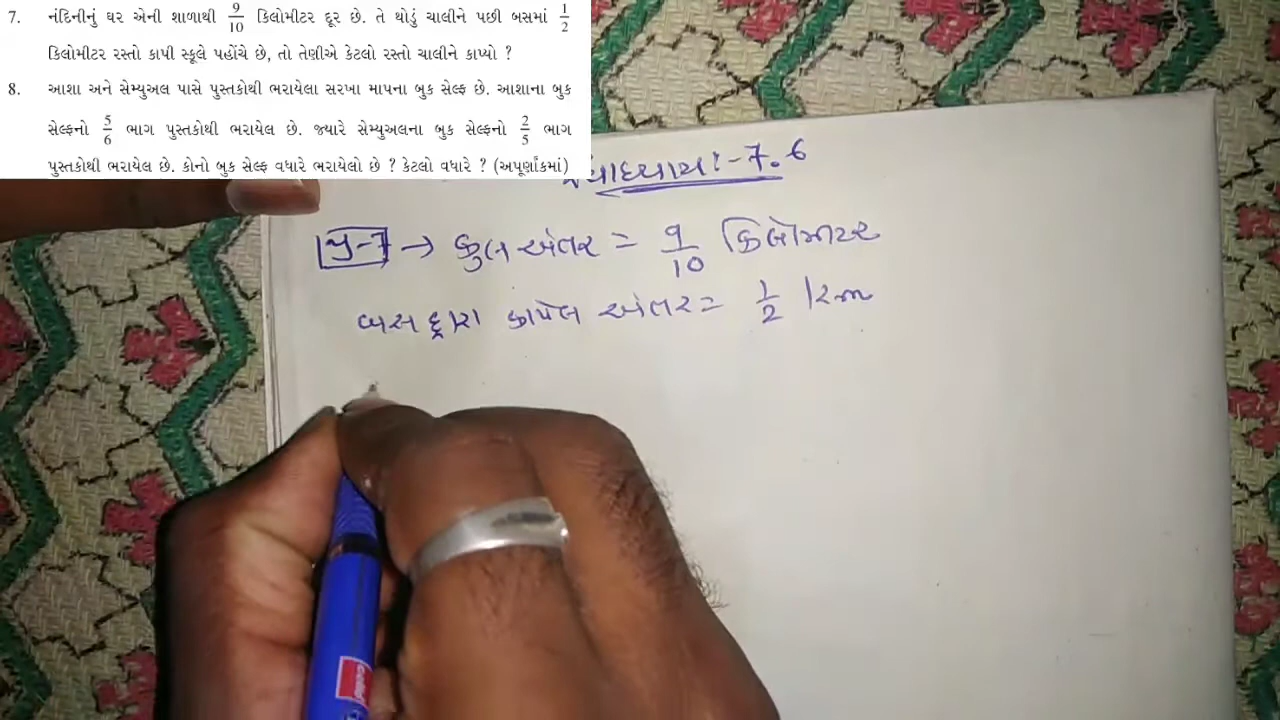 7. નંદિનીનું ઘર એની શાળાથી 9/10 કિલોમીટર દૂર છે. તે થોડું ચાલીને પછી બસમાં 1/2
કિલોમીટર રસ્તો કાપી સ્કૂલે પહોંચે છે, તો તેણીએ કેટલો રસ્તો ચાલીને કાપ્યો ?
8. આશા અને સેમ્યુઅલ પાસે પુસ્તકોથી ભરાયેલા સરખા માપના બુક સેલ્ફ છે. આશાના બુક
સેલ્ફનો 5/6 ભાગ પુસ્તકોથી ભરાયેલ છે. જ્યારે સેમ્યુઅલના બુક સેલ્ફનો 2/5 ભાગ
પુસ્તકોથી ભરાયેલ છે. કોનો બુક સેલ્ફ વધારે ભરાયેલો છે ? કેટલો વધારે ? (અપૂર્ણાંકમાં)
સ્વાધ્યાય :- 7.6
પ્ર-7 → કુલ અંતર = 9/10 કિલોમીટર
બસ દ્વારા કાપેલ અંતર = 1/2 km